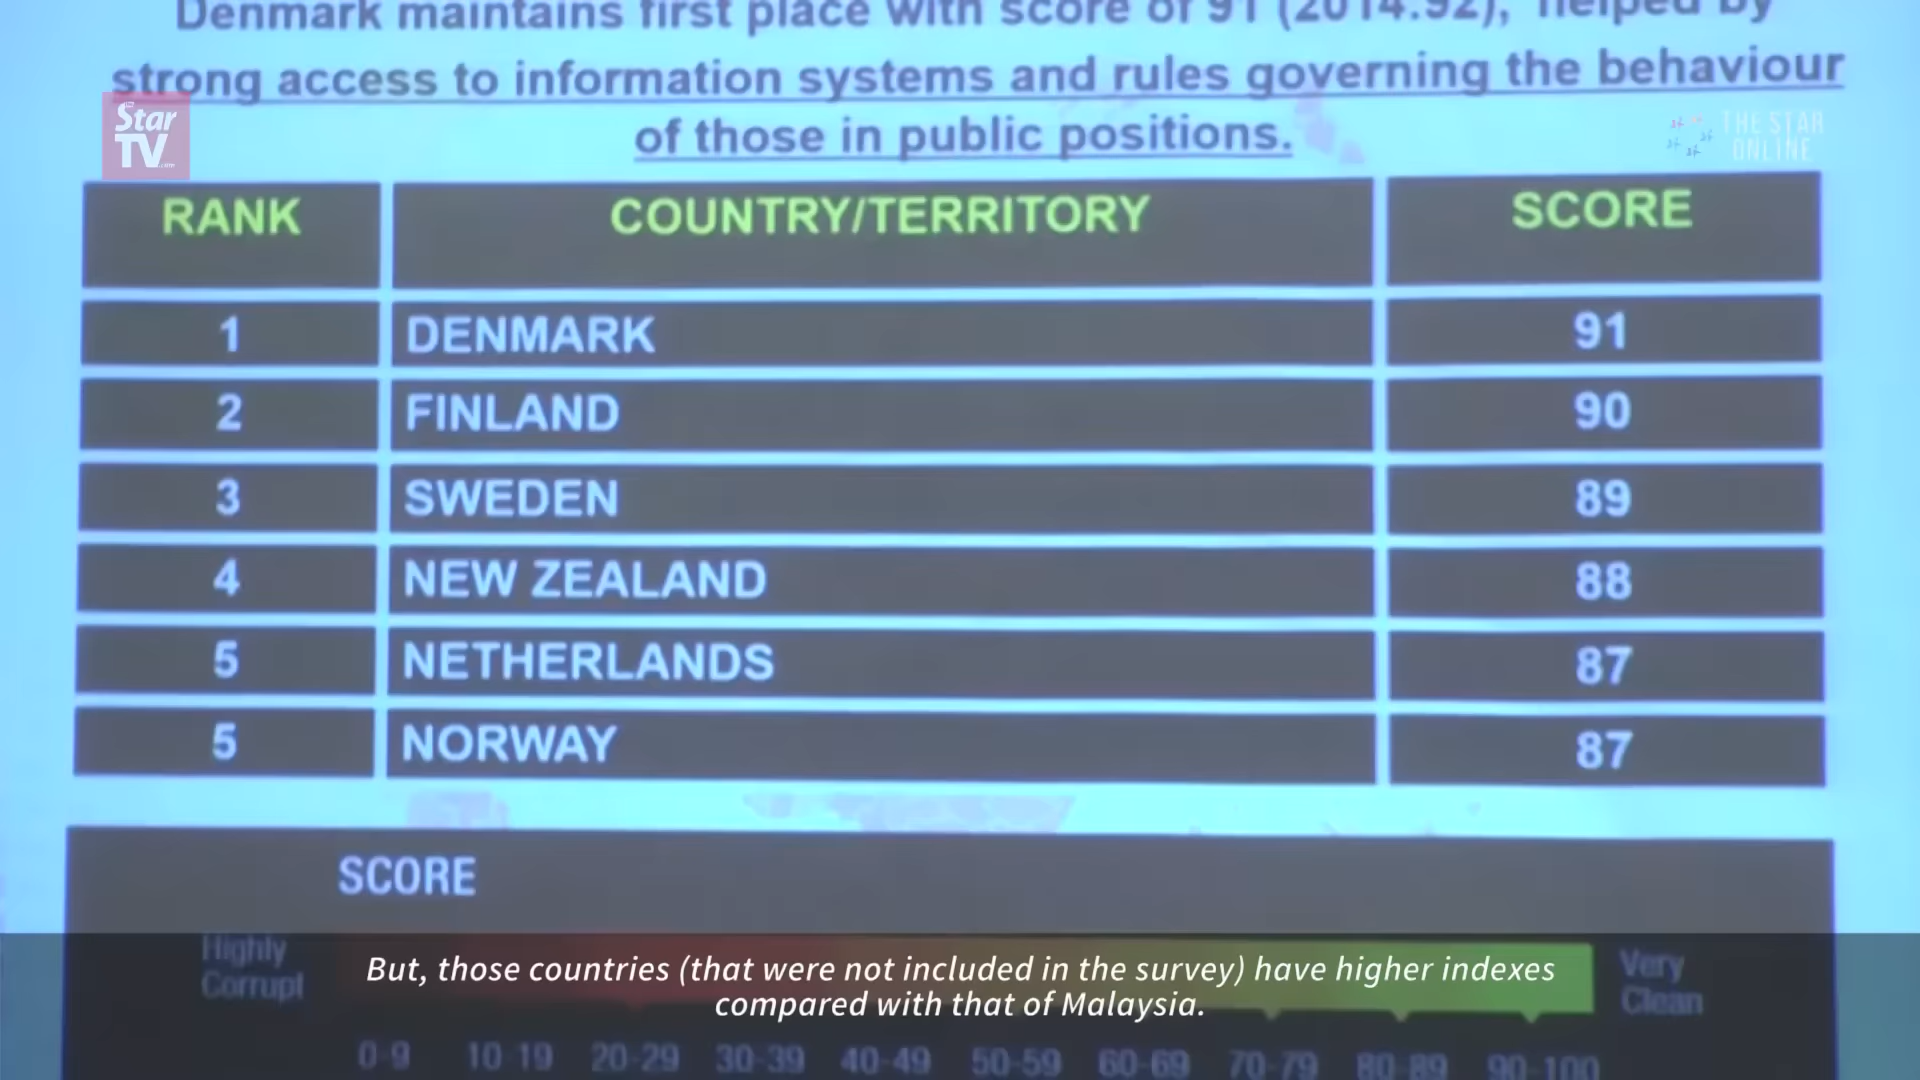 Denmark maintains first place with score of 91 (2014:92), helped by
strong access to information systems and rules governing the behaviour
of those in public positions.
Star
TV.com
THE STAR
ONLINE
RANK COUNTRY/TERRITORY SCORE
1 DENMARK 91
2 FINLAND 90
3 SWEDEN 89
4 NEW ZEALAND 88
5 NETHERLANDS 87
5 NORWAY 87
SCORE
Highly
Corrupt
Very
Clean
But, those countries (that were not included in the survey) have higher indexes
compared with that of Malaysia.
0-9 10-19 20-29 30-39 40-49 50-59 60-69 70-79 80-89 90-100